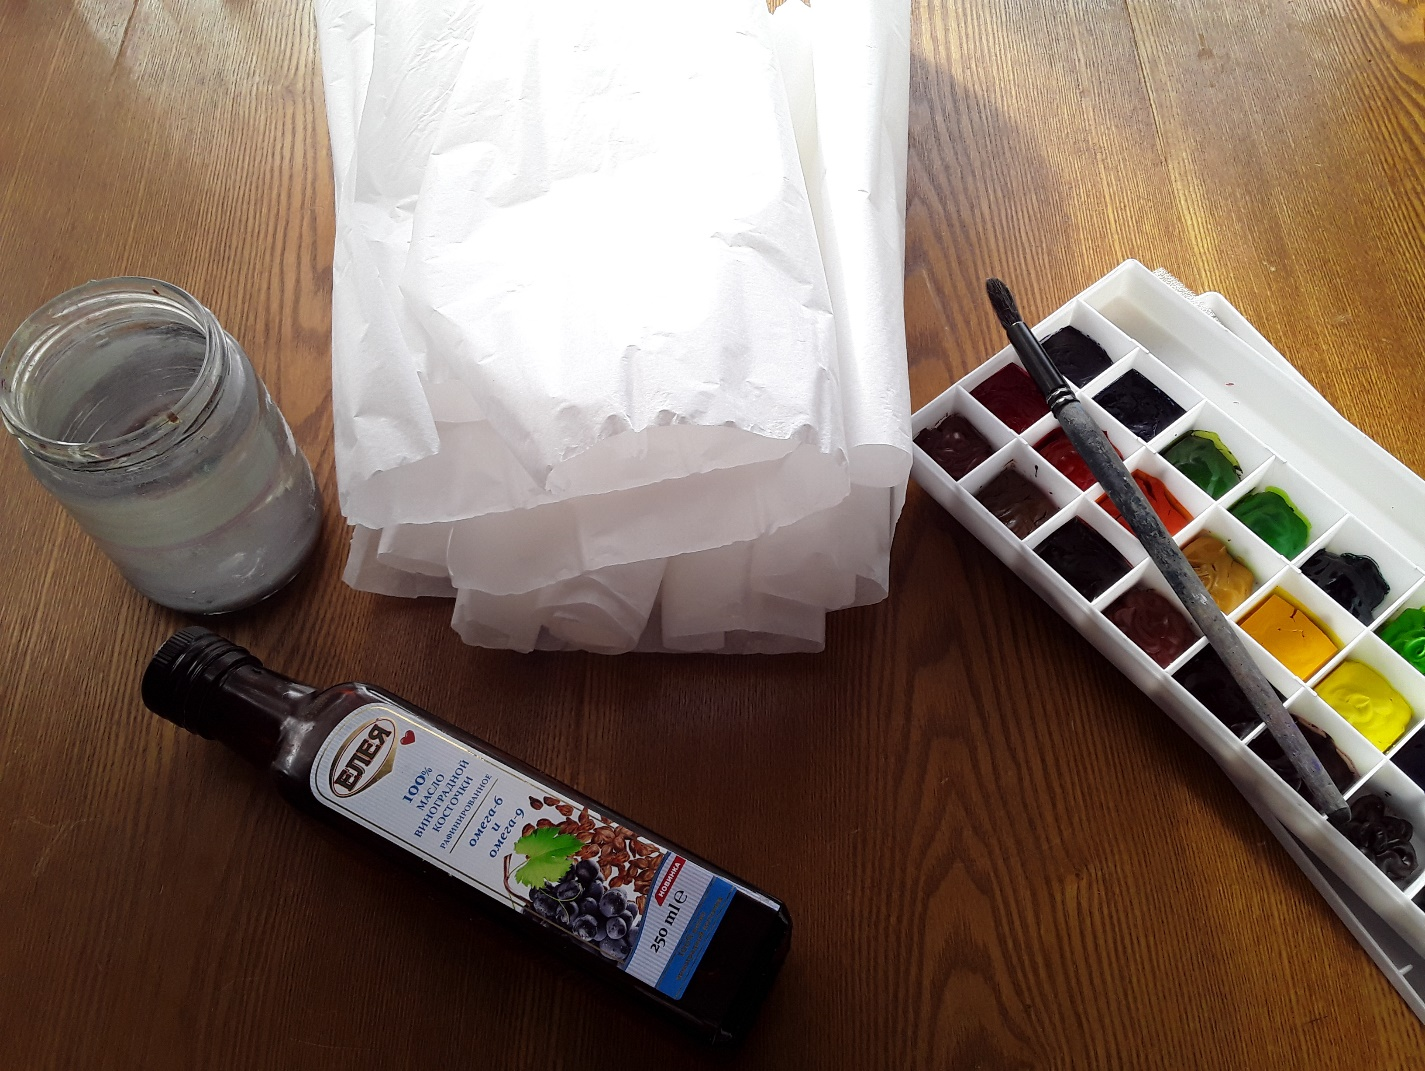 ЕЛЕЯ
100%
МАСЛО
ВИНОГРАДНОЙ
КОСТОЧКИ
РАФИНИРОВАННОЕ
омега-6
и
омега-9
НОВИНКА
250 ml e